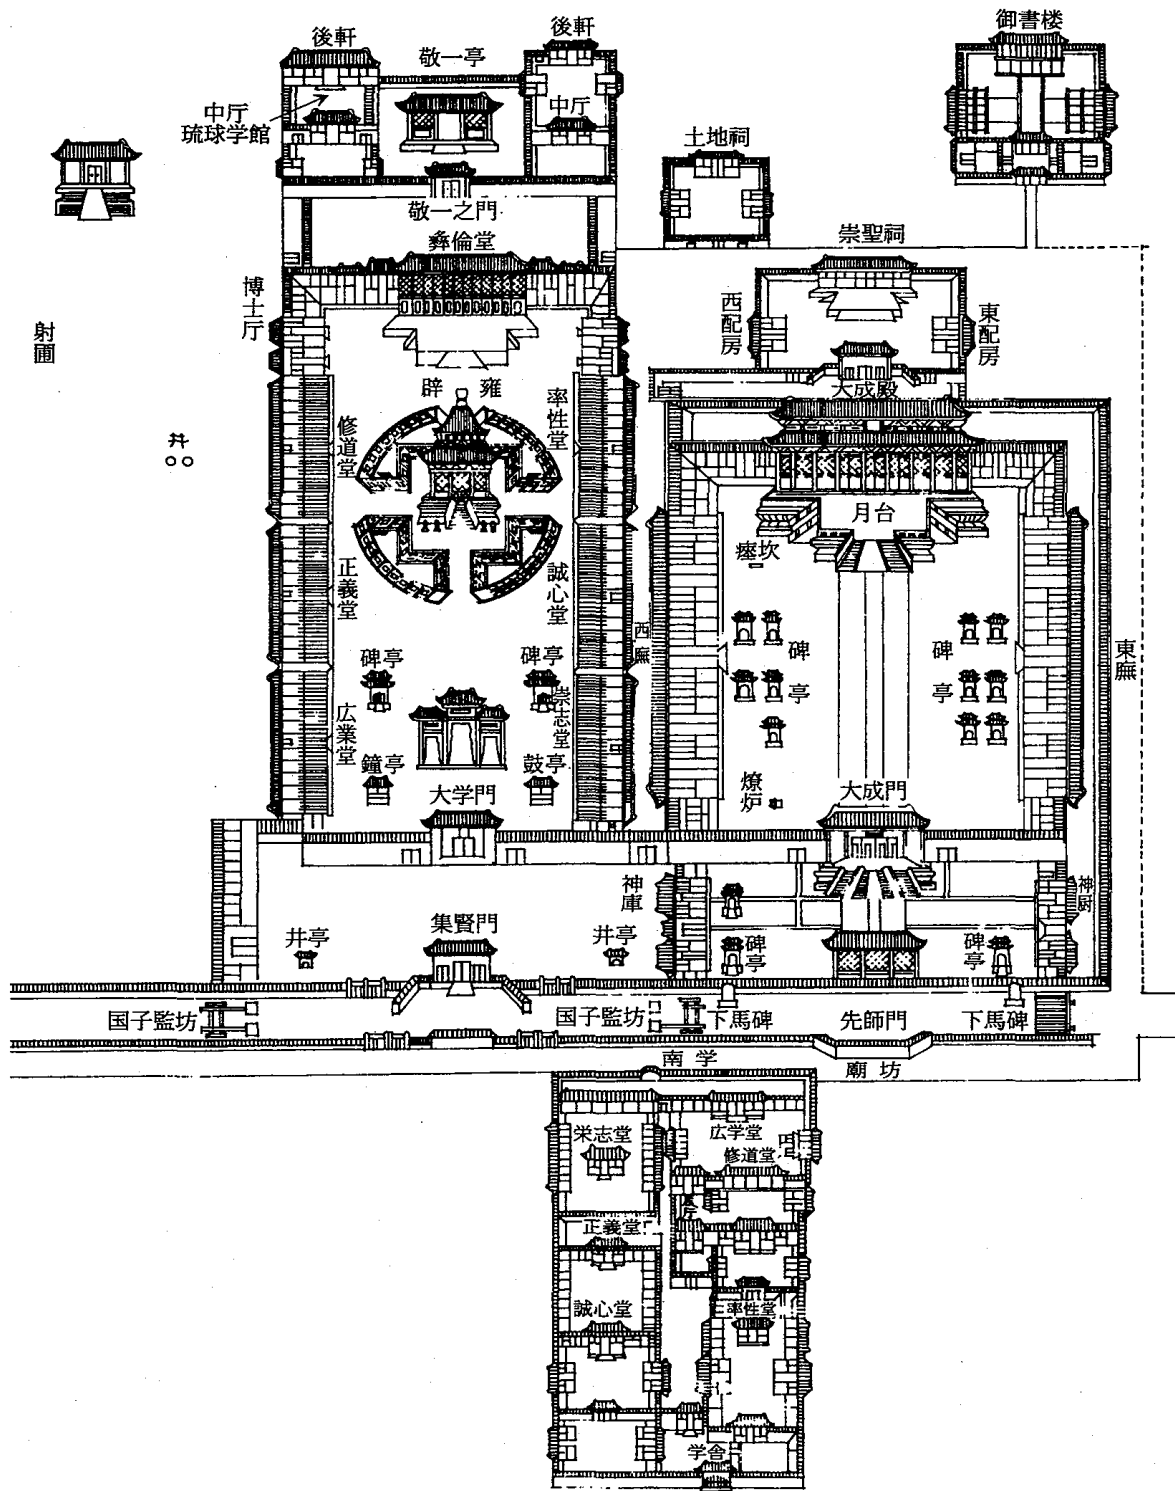 後軒
敬一亭
後軒
御書楼
中厅
琉球学館
中厅
土地祠
敬一之門
彝倫堂
崇聖祠
博士厅
西配房
東配房
射圃
大成殿
辟雍
率性堂
修道堂
井
月台
瘞坎
正義堂
誠心堂
西廡
碑亭
碑亭
東廡
碑亭
碑亭
広業堂
崇志堂
鐘亭
鼓亭
燎炉
大学門
大成門
神庫
神厨
集賢門
井亭
井亭
碑亭
碑亭
国子監坊
国子監坊
下馬碑
先師門
下馬碑
南学
廟坊
栄志堂
広学堂
修道堂
正義堂
誠心堂
率性堂
学舎